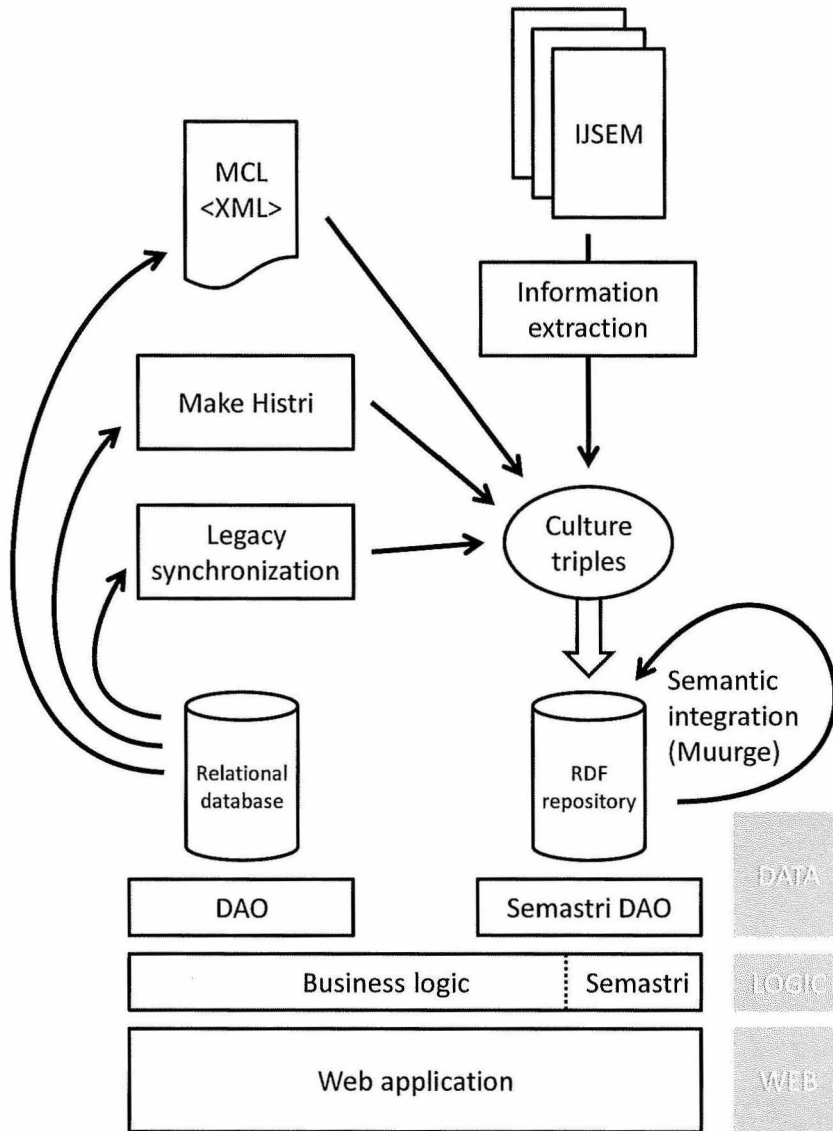 IJSEM
MCL
<XML>
Information
extraction
Make Histri
Legacy
synchronization
Culture
triples
Semantic
integration
(Muurge)
Relational
database
RDF
repository
DATA
DAO
Semastri DAO
Business logic
Semastri
LOGIC
Web application
WEB